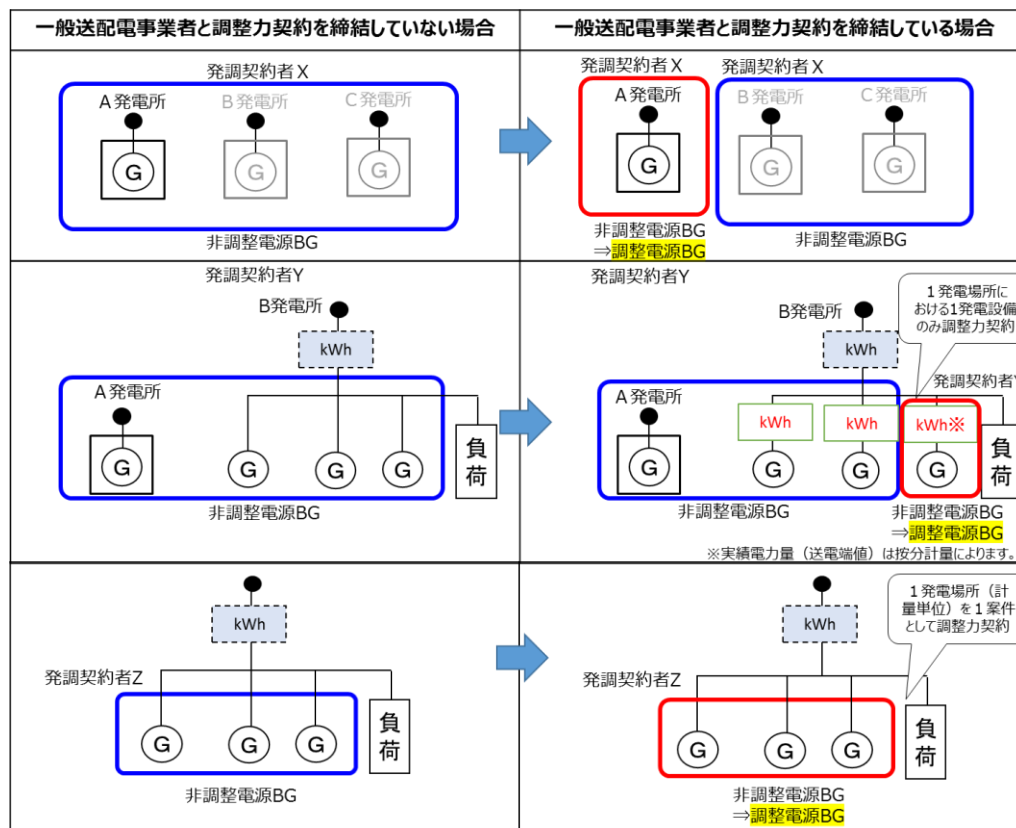 一般送配電事業者と調整力契約を締結していない場合
一般送配電事業者と調整力契約を締結している場合
発調契約者X
A発電所
B発電所
C発電所
G
G
G
非調整電源BG
発調契約者X
発調契約者X
A発電所
B発電所
C発電所
G
G
G
非調整電源BG
⇒調整電源BG
非調整電源BG
発調契約者Y
B発電所
kWh
A発電所
G
G
G
G
負荷
非調整電源BG
発調契約者Y
1発電場所に
おける1発電設備
のみ調整力契約
B発電所
kWh
発調契約者Y
A発電所
kWh
kWh
kWh※
G
G
G
G
負荷
非調整電源BG
非調整電源BG
⇒調整電源BG
※実績電力量（送電端値）は按分計量によります。
kWh
発調契約者Z
G
G
G
負荷
非調整電源BG
1発電場所（計
量単位）を1案件
として調整力契約
kWh
発調契約者Z
G
G
G
負荷
非調整電源BG
⇒調整電源BG